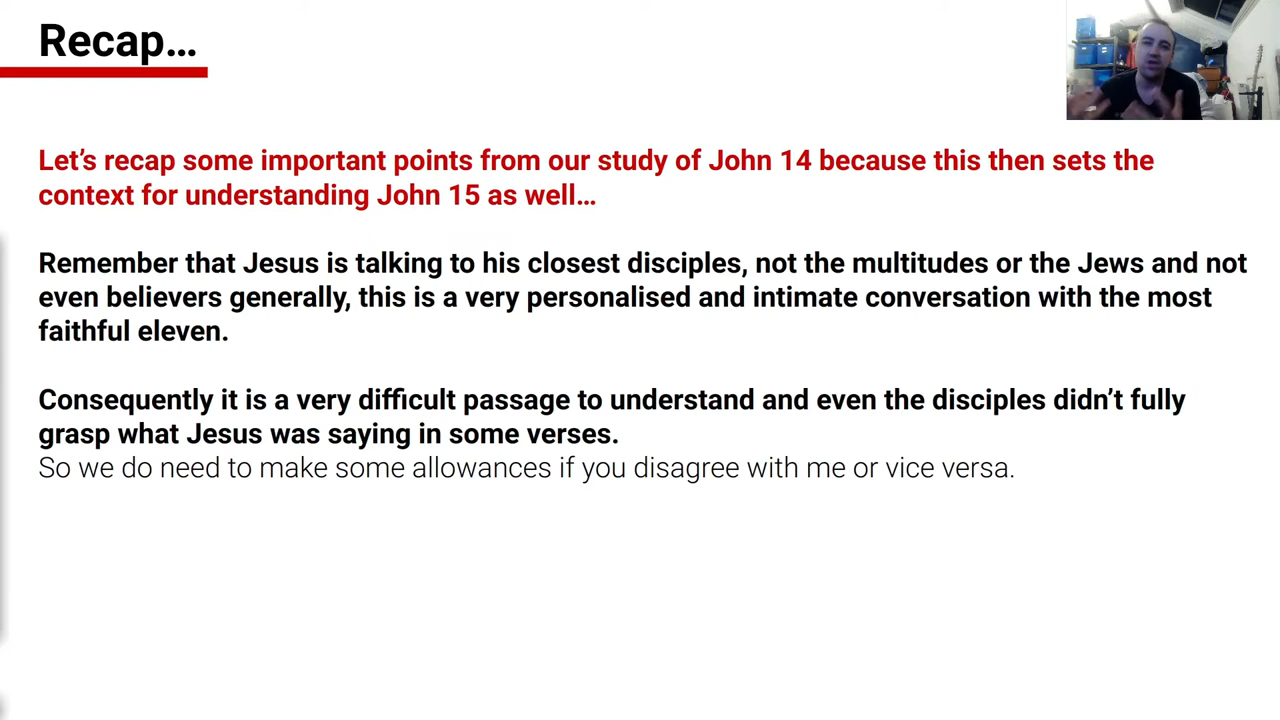 Recap…
Let’s recap some important points from our study of John 14 because this then sets the
context for understanding John 15 as well…
Remember that Jesus is talking to his closest disciples, not the multitudes or the Jews and not
even believers generally, this is a very personalised and intimate conversation with the most
faithful eleven.
Consequently it is a very difficult passage to understand and even the disciples didn’t fully
grasp what Jesus was saying in some verses.
So we do need to make some allowances if you disagree with me or vice versa.